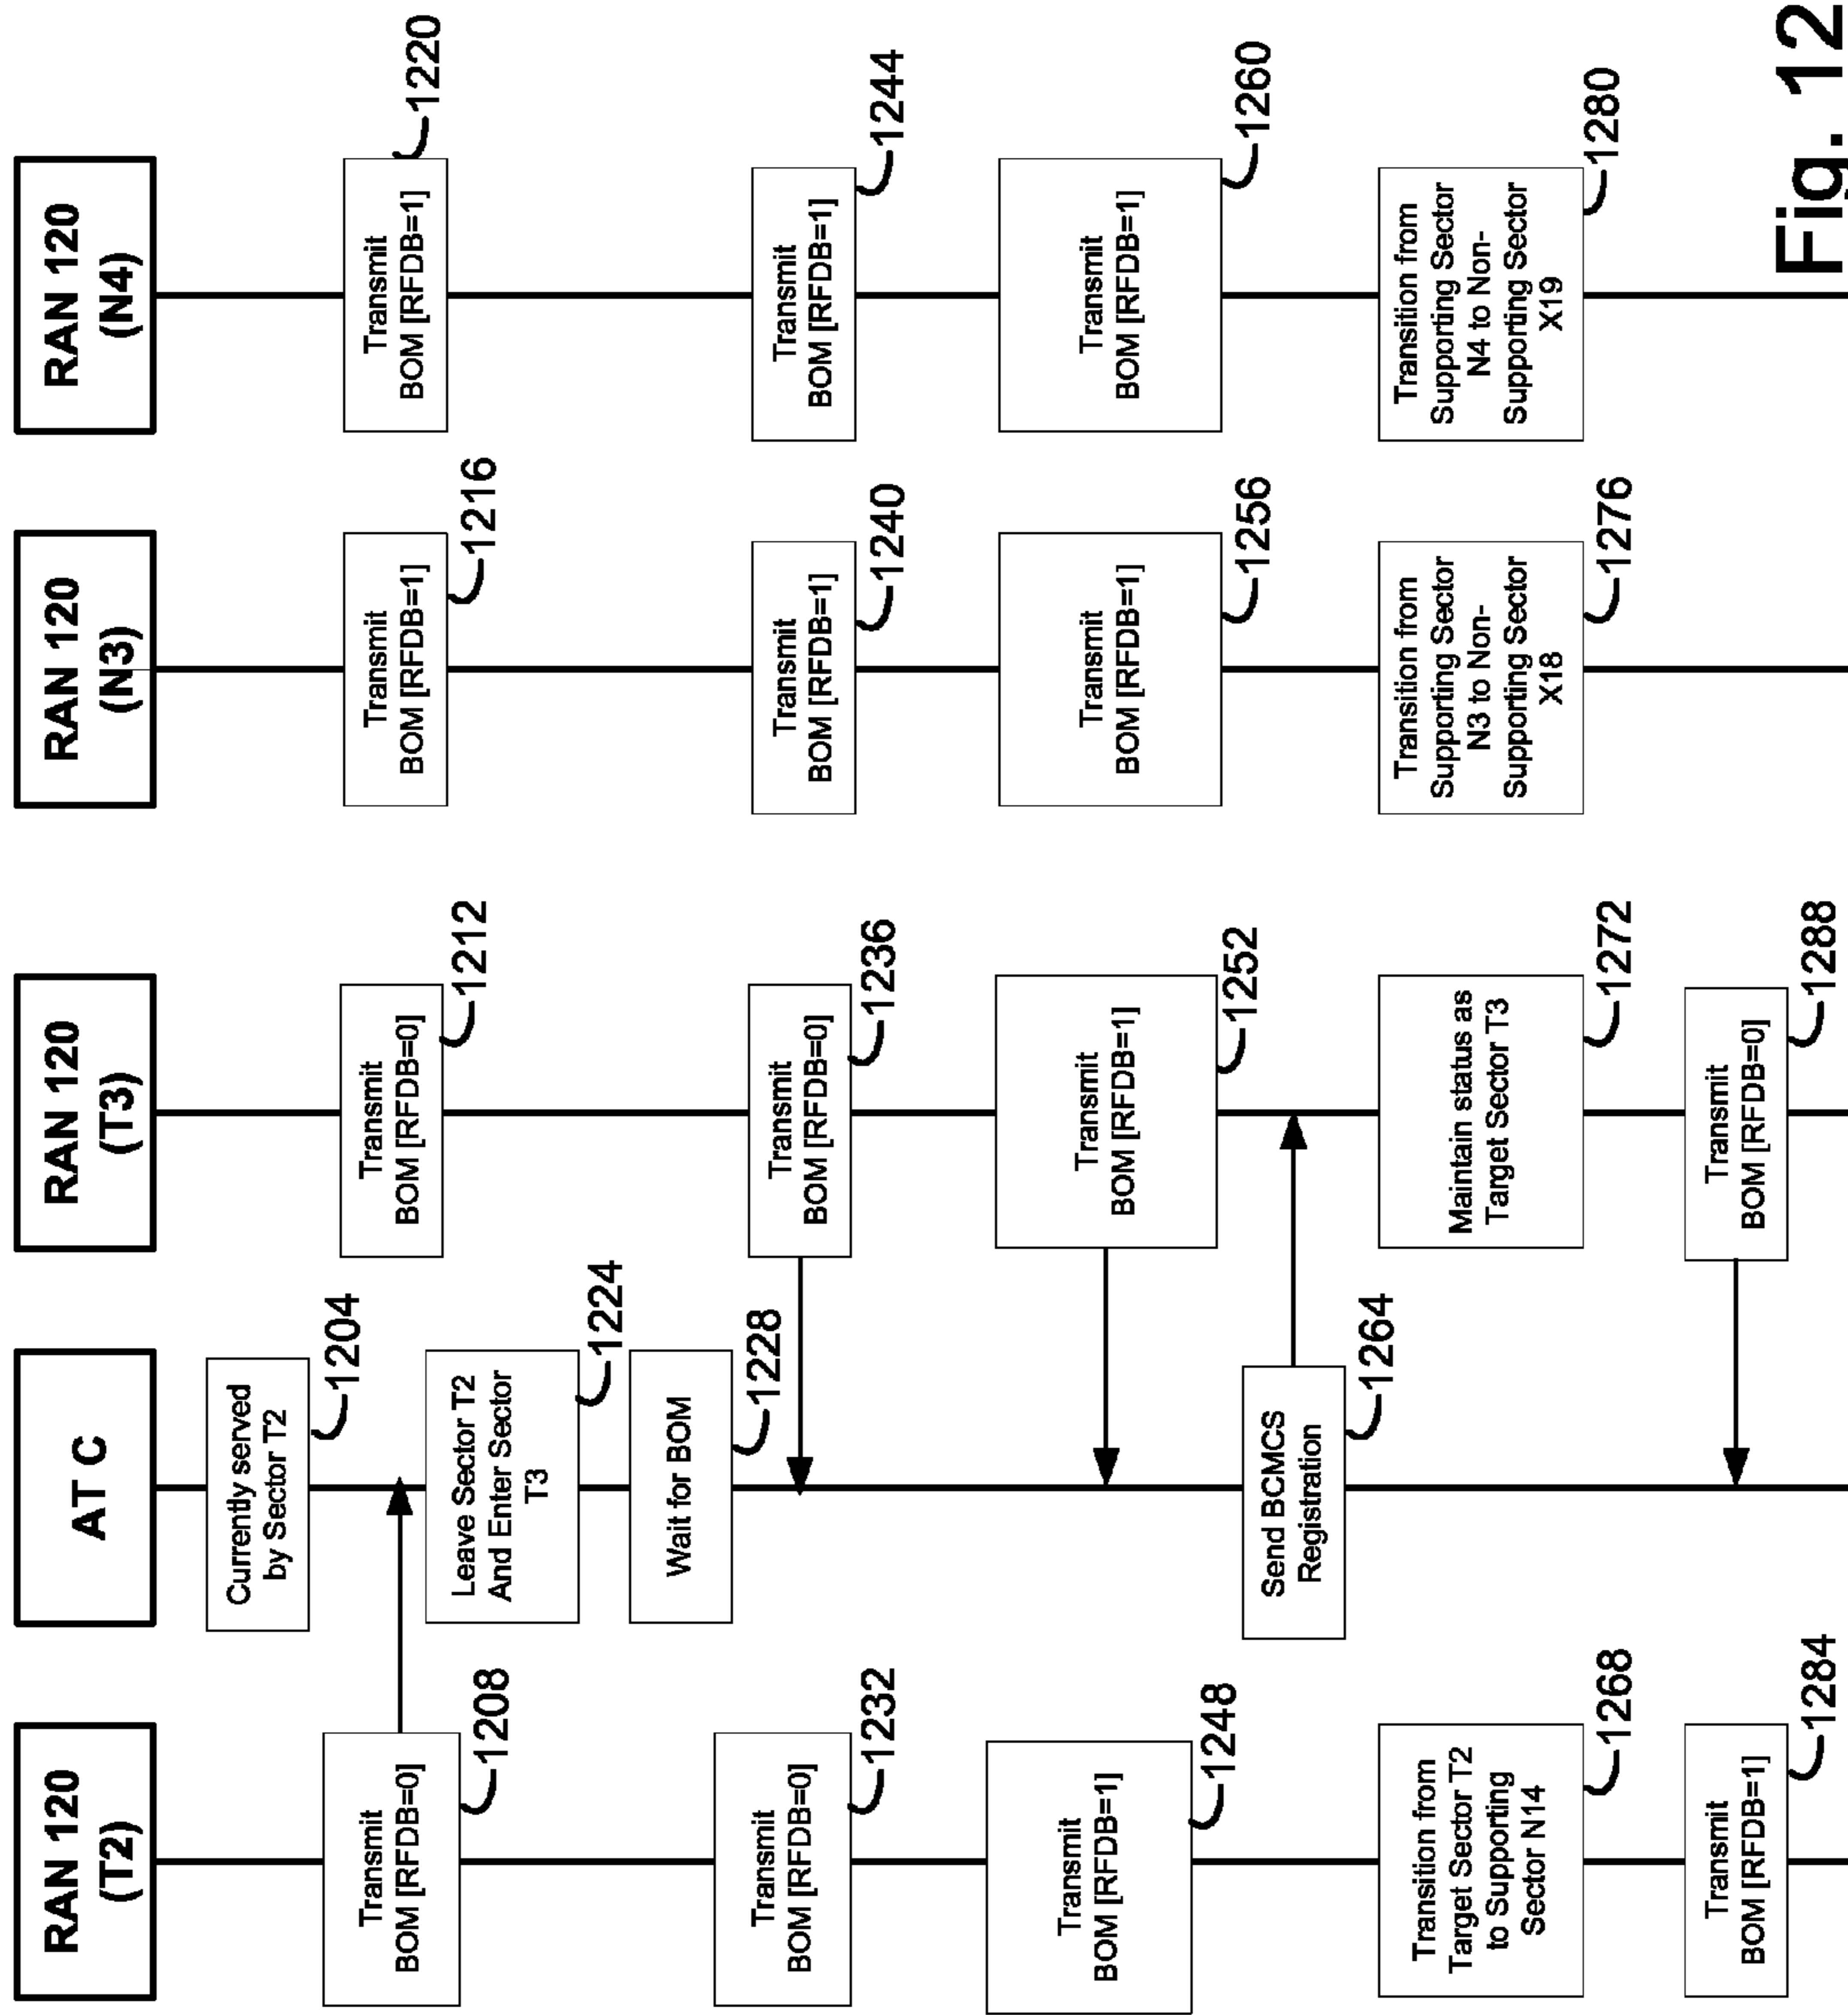 RAN 120
(T2)
AT C
RAN 120
(T3)
RAN 120
(N3)
RAN 120
(N4)
Currently served
by Sector T2
1204
Transmit
BOM [RFDB=0]
1208
Transmit
BOM [RFDB=0]
1212
Transmit
BOM [RFDB=1]
1216
Transmit
BOM [RFDB=1]
1220
Leave Sector T2
And Enter Sector
T3
1224
Wait for BOM
1228
Transmit
BOM [RFDB=0]
1232
Transmit
BOM [RFDB=0]
1236
Transmit
BOM [RFDB=1]
1240
Transmit
BOM [RFDB=1]
1244
Transmit
BOM [RFDB=1]
1248
Transmit
BOM [RFDB=1]
1252
Transmit
BOM [RFDB=1]
1256
Transmit
BOM [RFDB=1]
1260
Send BCMCS
Registration
1264
Transition from
Target Sector T2
to Supporting
Sector N14
1268
Maintain status as
Target Sector T3
1272
Transition from
Supporting Sector
N3 to Non-
Supporting Sector
X18
1276
Transition from
Supporting Sector
N4 to Non-
Supporting Sector
X19
1280
Transmit
BOM [RFDB=1]
1284
Transmit
BOM [RFDB=0]
1288
Fig. 12